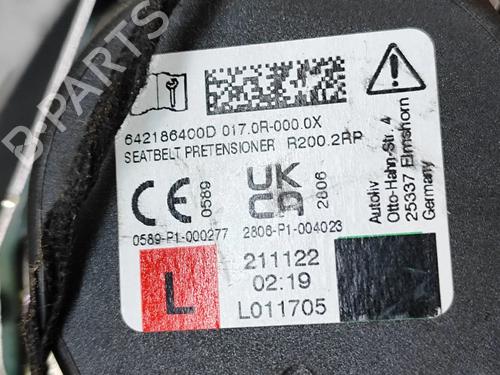 642186400D 017.0R-000.0X
SEATBELT PRETENSIONER R200.2RP
CE 0589
UK
CA 2806
0589-P1-000277 2806-P1-004023
Autoliv
Otto-Hahn-Str. 4
25337 Elmshorn
Germany
L
211122
02:19
L011705
B-PARTS